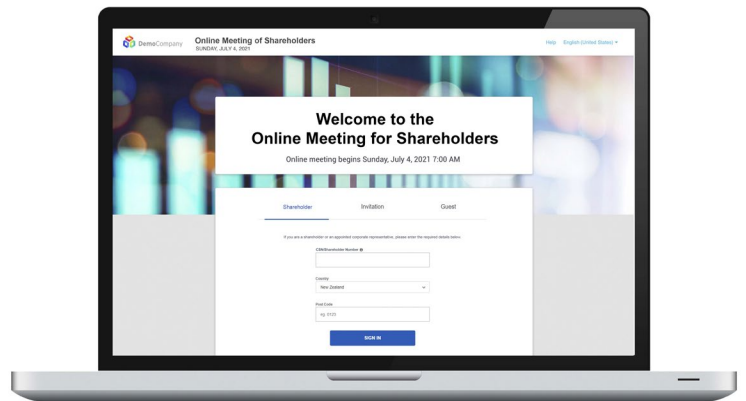 DemoCompany
Online Meeting of Shareholders
SUNDAY, JULY 4, 2021
Help English (United States)
Welcome to the
Online Meeting for Shareholders
Online meeting begins Sunday, July 4, 2021 7:00 AM
Shareholder Invitation Guest
If you are a shareholder or an appointed corporate representative, please enter the required details below.
CSN/Shareholder Number
Country
New Zealand
Post Code
eg. 0123
SIGN IN